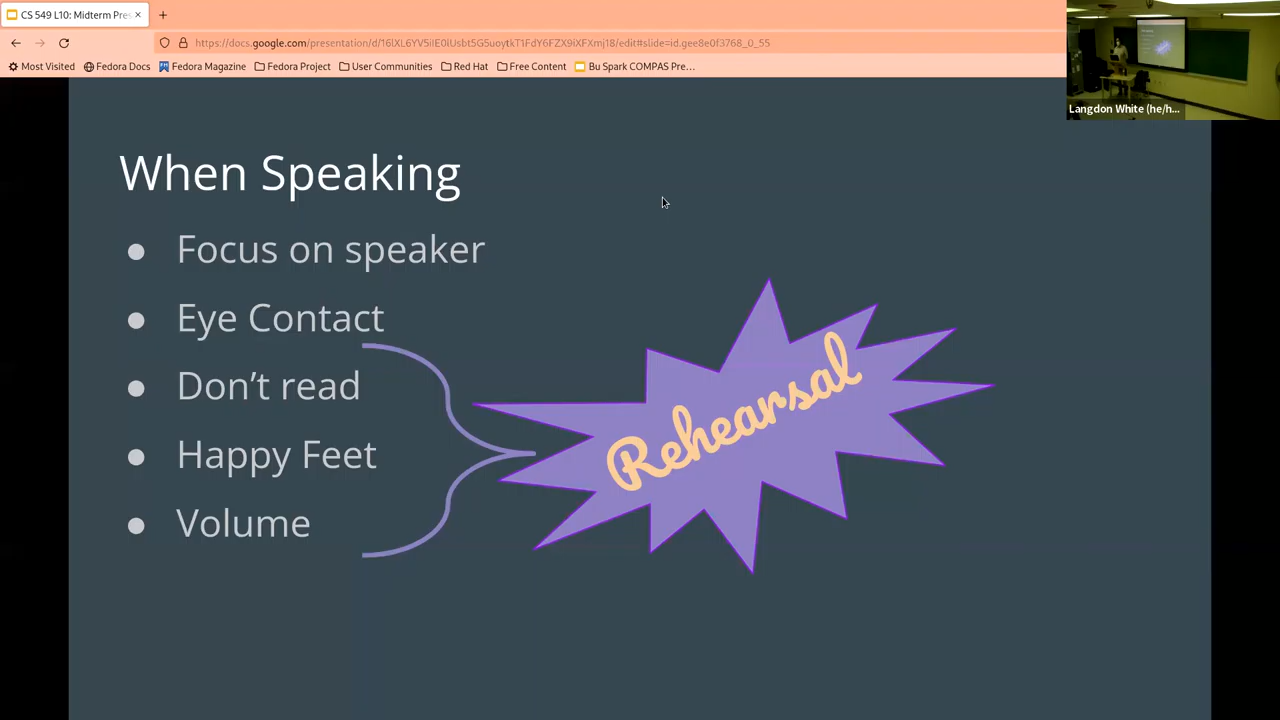 CS 549 L10: Midterm Pres
https://docs.google.com/presentation/d/16lXL6YV5iIE0iUsbt5G5uoytkT1FdY6FZX9iXFXmj18/edit#slide=id.gee8e0f3768_0_55
Most Visited Fedora Docs Fedora Magazine Fedora Project User Communities Red Hat Free Content Bu Spark COMPAS Pre…
Langdon White (he/h...
When Speaking
● Focus on speaker
● Eye Contact
● Don’t read
● Happy Feet
● Volume
Rehearsal